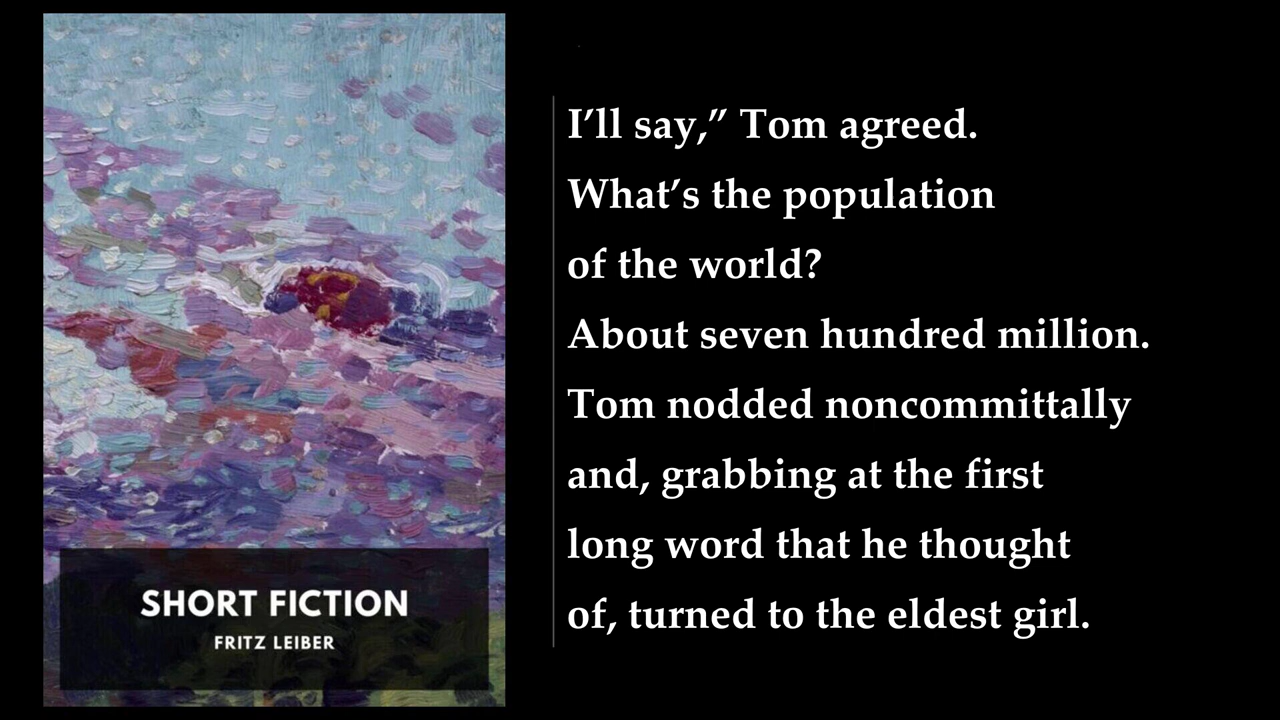 SHORT FICTION
FRITZ LEIBER
I’ll say,” Tom agreed.
What’s the population
of the world?
About seven hundred million.
Tom nodded noncommittally
and, grabbing at the first
long word that he thought
of, turned to the eldest girl.